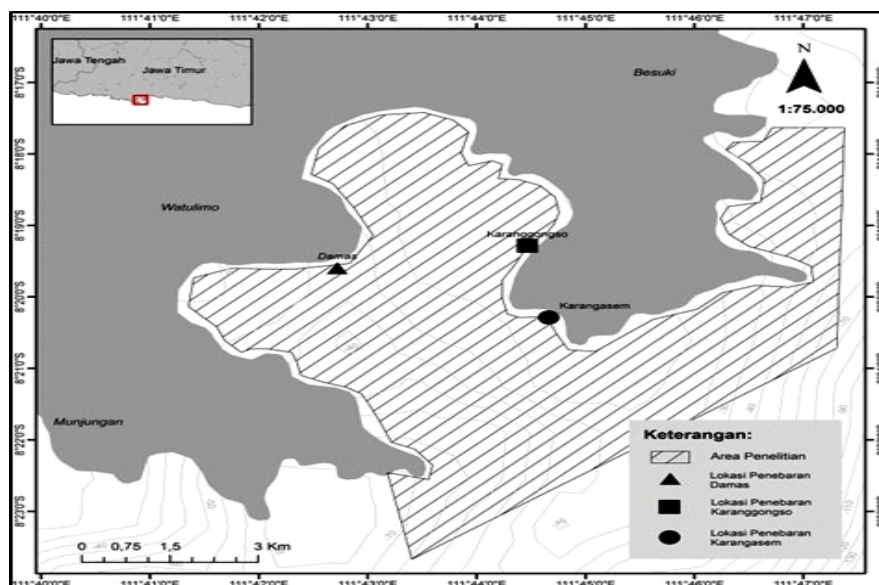 111°40'0"E 111°41'0"E 111°42'0"E 111°43'0"E 111°44'0"E 111°45'0"E 111°46'0"E 111°47'0"E
Jawa Tengah
Jawa Timur
Besuki
N
1:75.000
8°17'0"S
8°18'0"S
8°19'0"S
8°20'0"S
8°21'0"S
8°22'0"S
8°23'0"S
Watulimo
Damas
Karanggongso
Karangasem
Munjungan
Keterangan:
Area Penelitian
Lokasi Penebaran
Damas
Lokasi Penebaran
Karanggongso
Lokasi Penebaran
Karangasem
0 0,75 1,5 3 Km
111°40'0"E 111°41'0"E 111°42'0"E 111°43'0"E 111°44'0"E 111°45'0"E 111°46'0"E 111°47'0"E